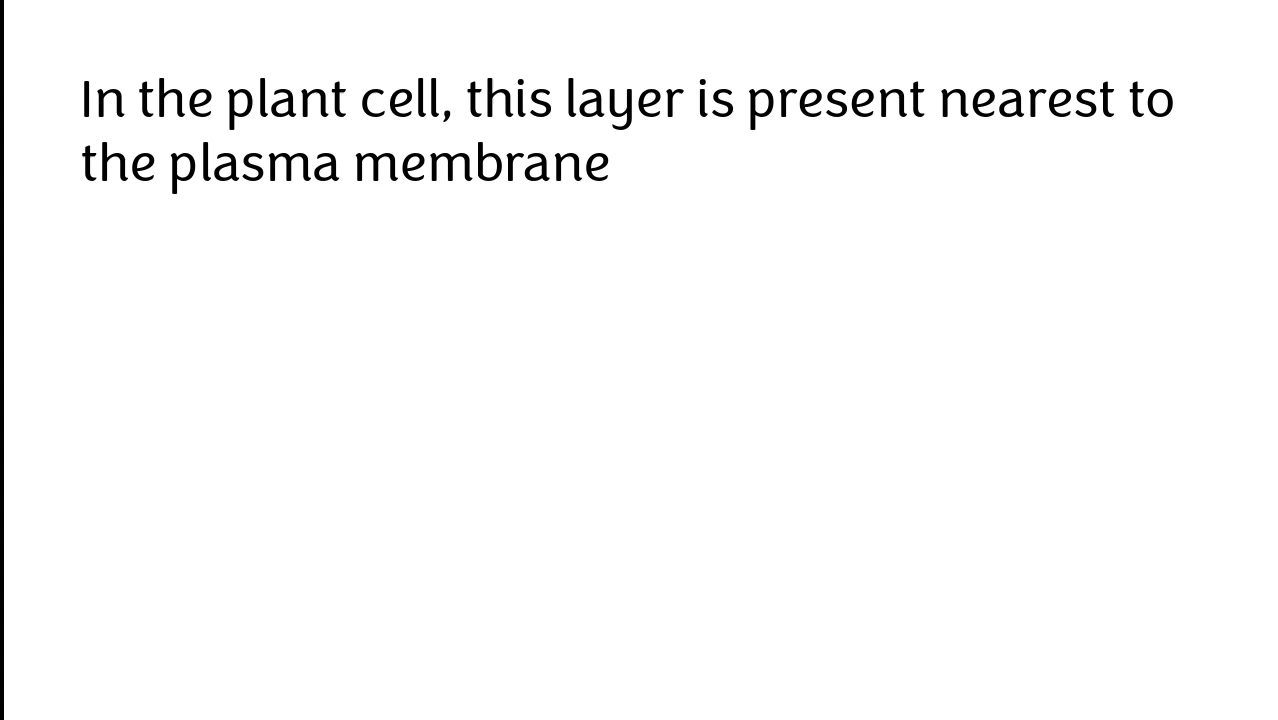 In the plant cell, this layer is present nearest to
the plasma membrane